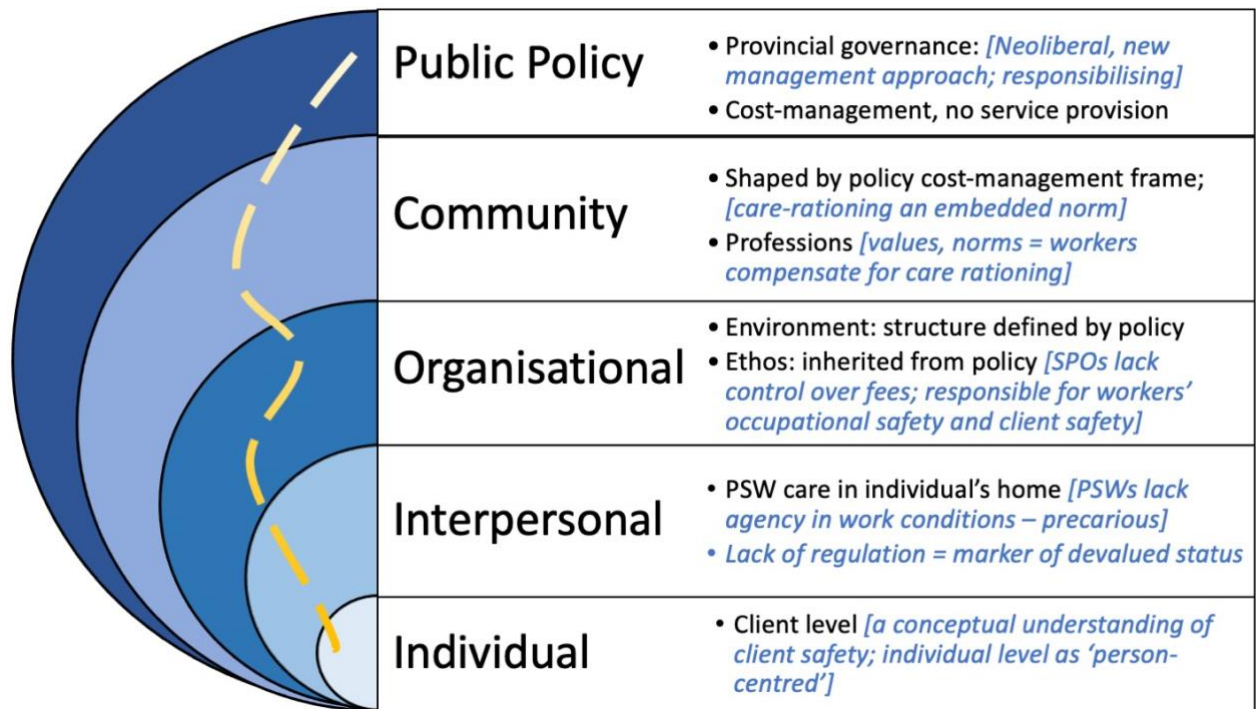 Public Policy
• Provincial governance: [Neoliberal, new
management approach; responsibilising]
• Cost-management, no service provision
Community
• Shaped by policy cost-management frame;
[care-rationing an embedded norm]
• Professions [values, norms = workers
compensate for care rationing]
Organisational
• Environment: structure defined by policy
• Ethos: inherited from policy [SPOs lack
control over fees; responsible for workers’
occupational safety and client safety]
Interpersonal
• PSW care in individual’s home [PSWs lack
agency in work conditions – precarious]
• Lack of regulation = marker of devalued status
Individual
• Client level [a conceptual understanding of
client safety; individual level as ‘person-
centred’]